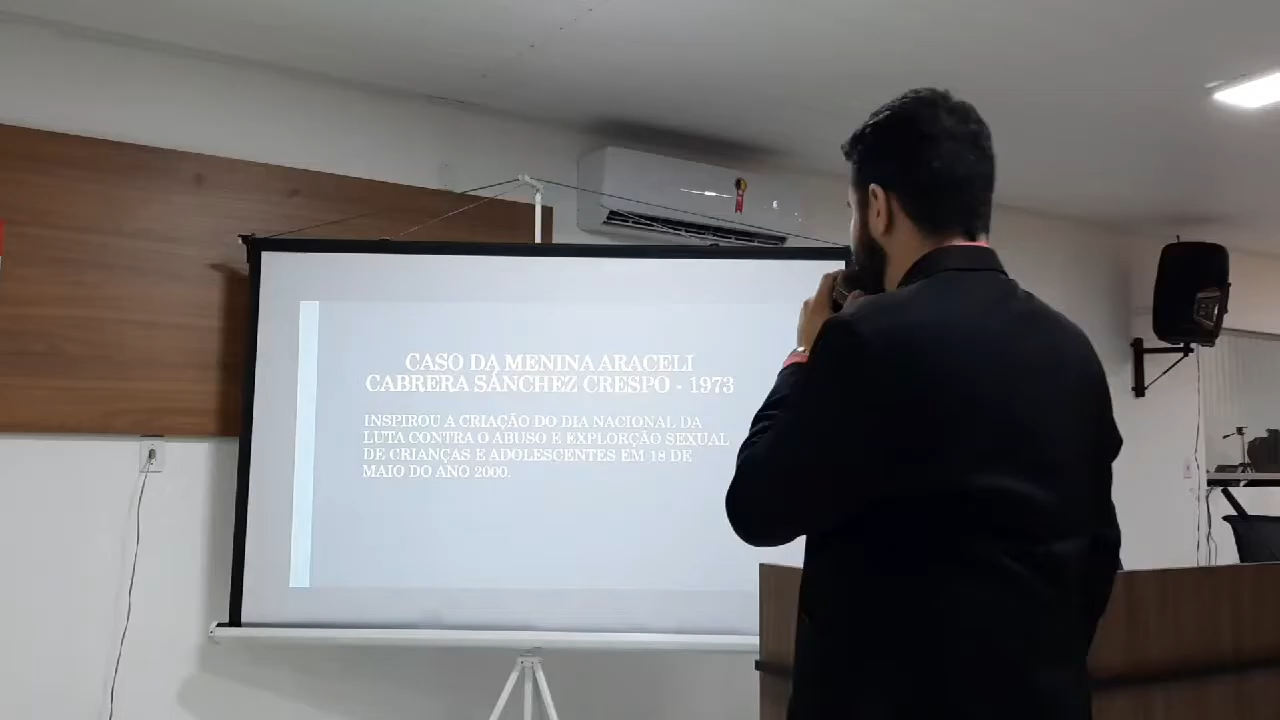 CASO DA MENINA ARACELI
CABRERA SÁNCHEZ CRESPO - 1973
INSPIROU A CRIAÇÃO DO DIA NACIONAL DA
LUTA CONTRA O ABUSO E EXPLORÇÃO SEXUAL
DE CRIANÇAS E ADOLESCENTES EM 18 DE
MAIO DO ANO 2000.